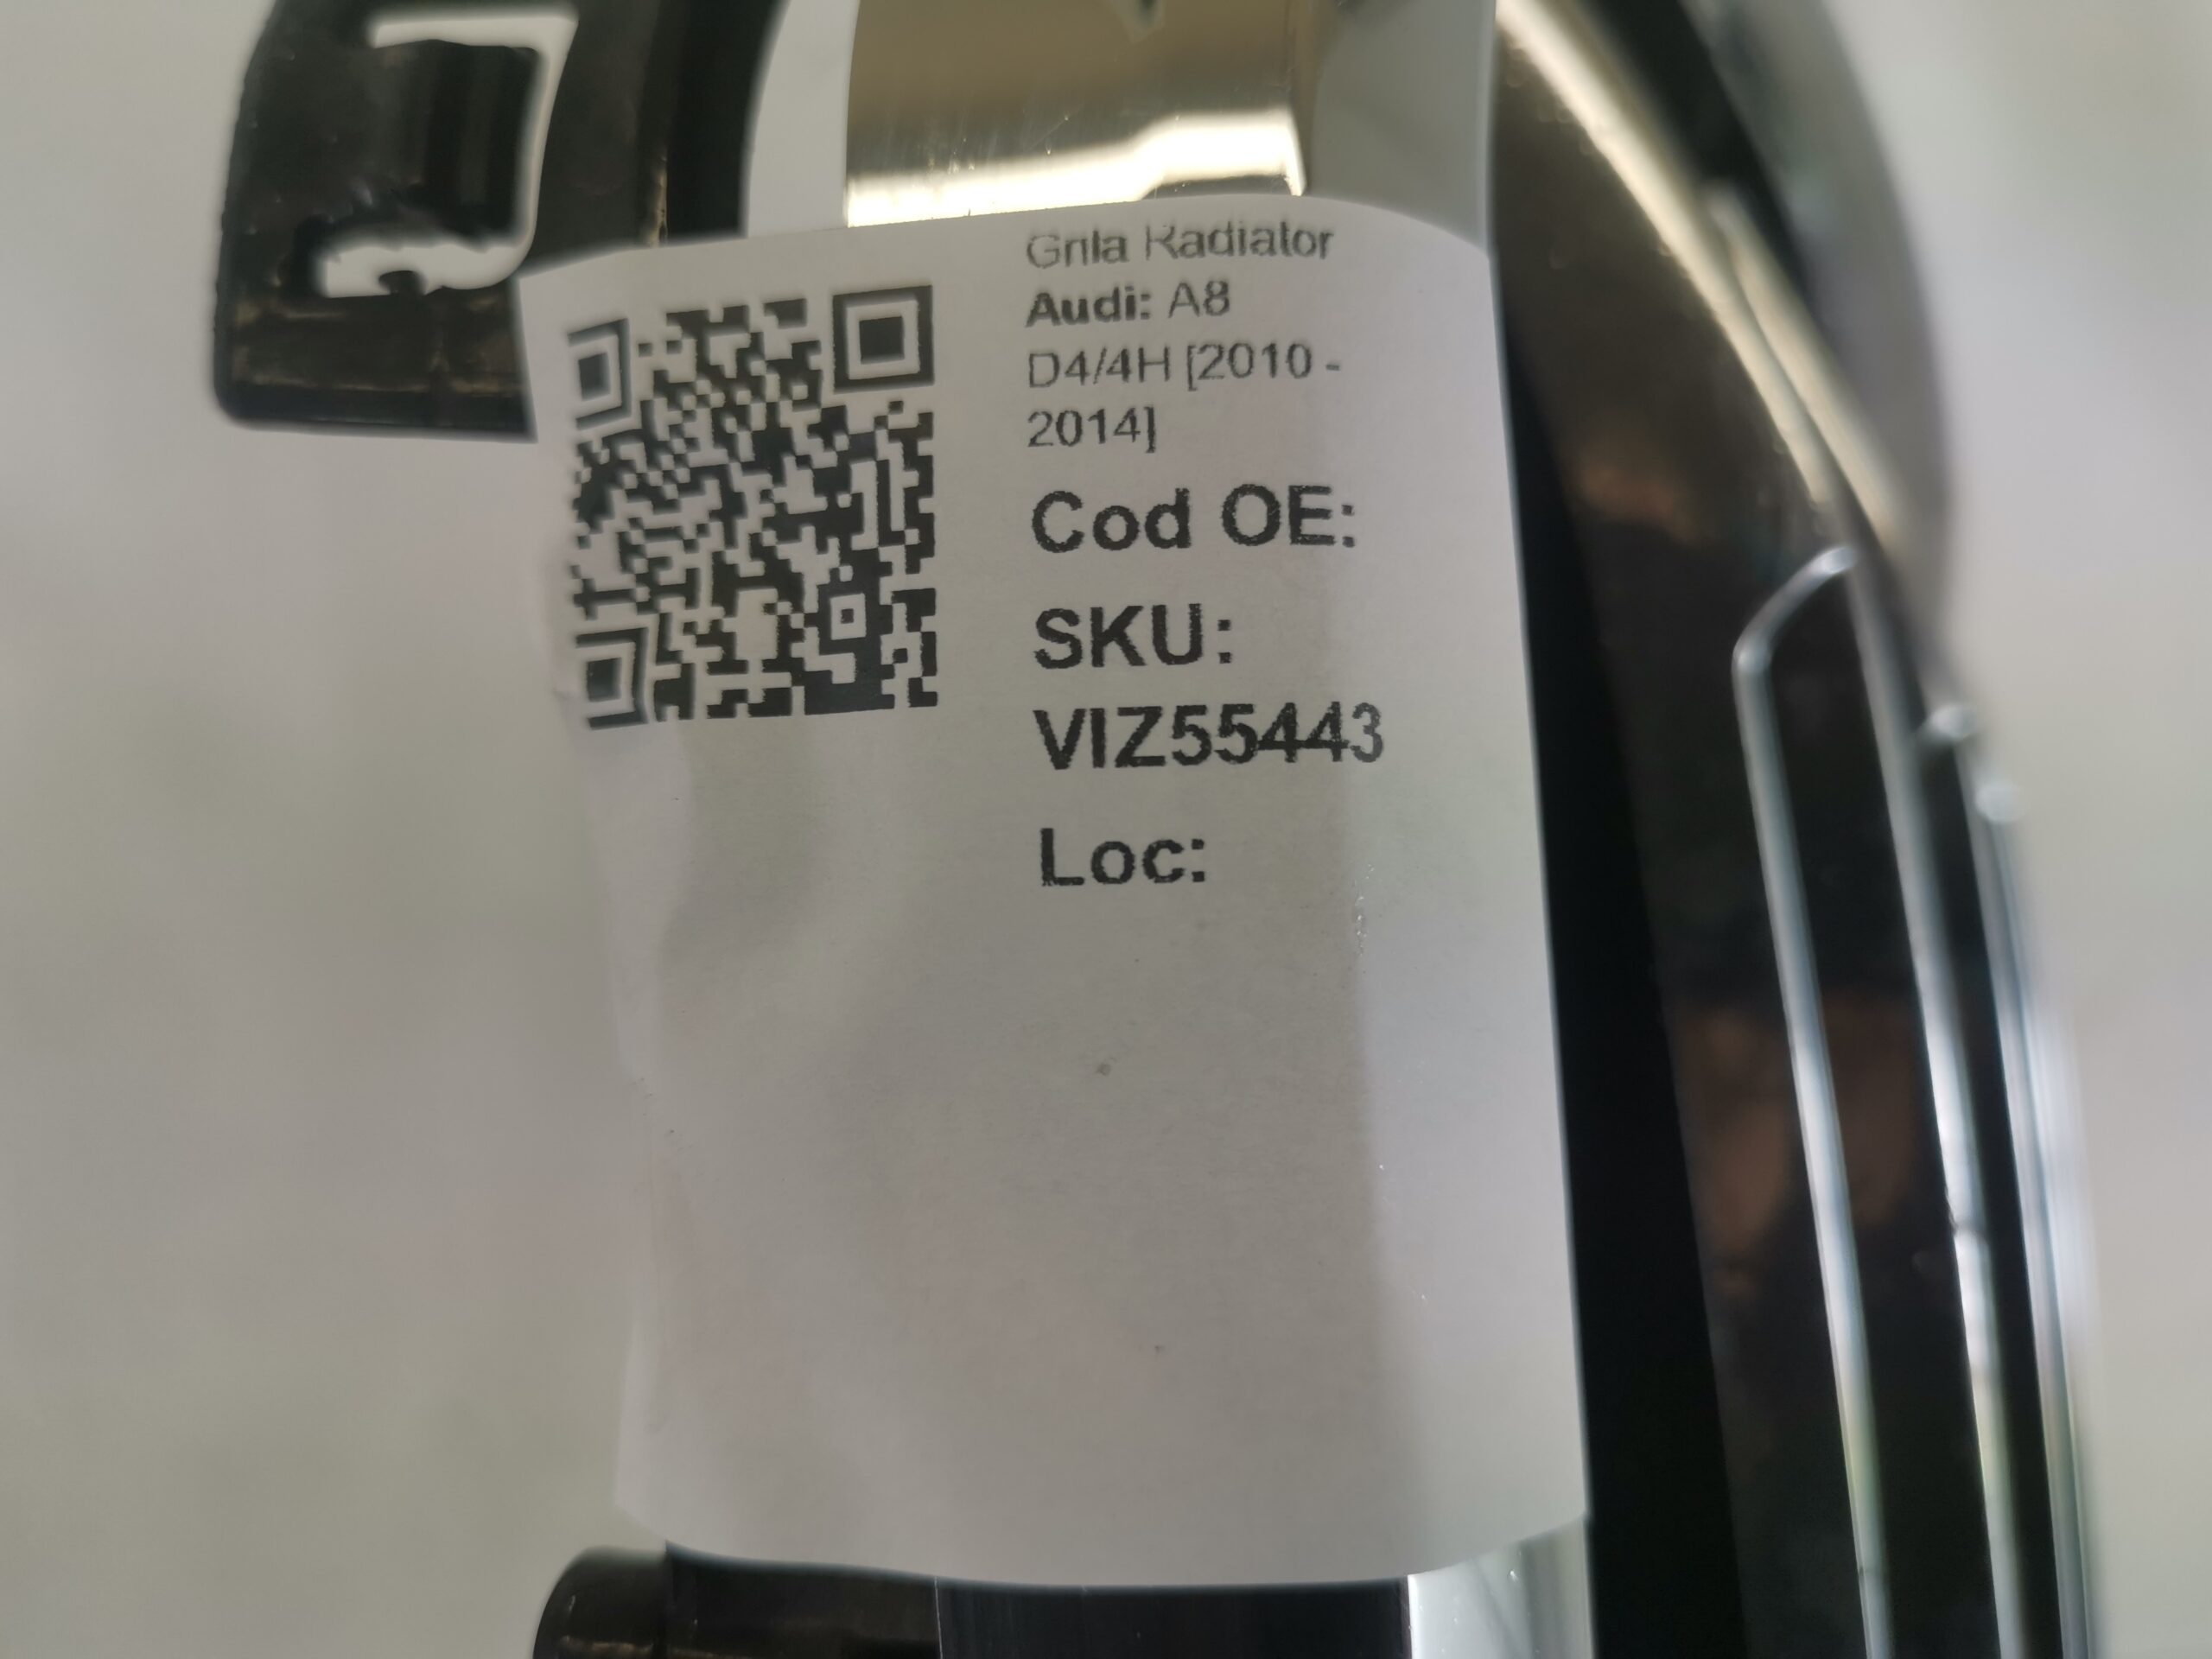 Grila Radiator
Audi: A8
D4/4H [2010 -
2014]
Cod OE:
SKU:
VIZ55443
Loc: